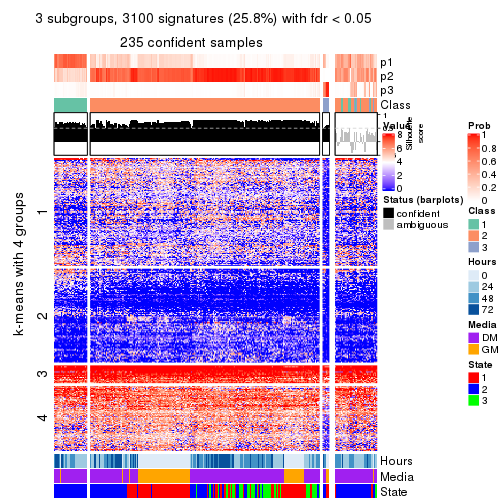 3 subgroups, 3100 signatures (25.8%) with fdr < 0.05
235 confident samples
p1
p2
p3
Class
1
Silhouette
score
k-means with 4 groups
1
2
3
4
Hours
Media
State
Value
8
6
4
2
0
Status (barplots)
confident
ambiguous
Prob
1
0.8
0.6
0.4
0.2
0
Class
1
2
3
Hours
0
24
48
72
Media
DM
GM
State
1
2
3